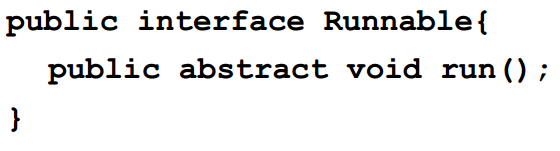 public interface Runnable{
public abstract void run();
}